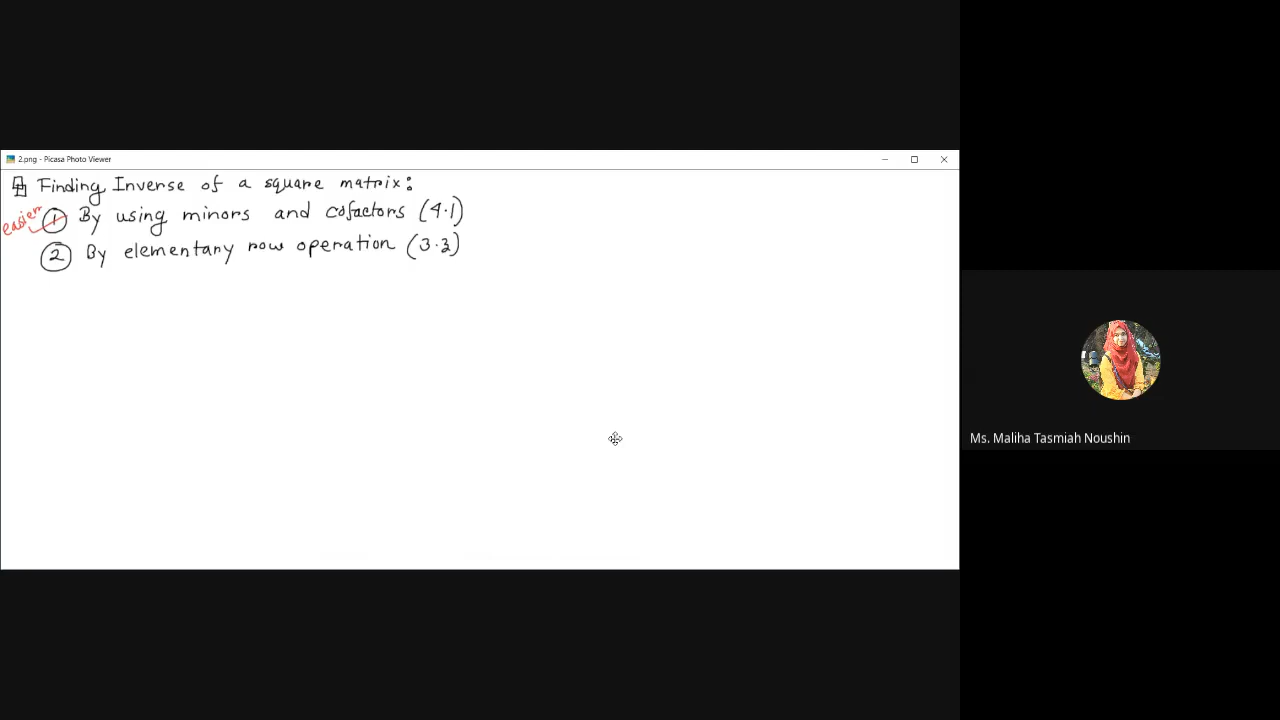 2.png - Picasa Photo Viewer
Finding Inverse of a square matrix:
easier ① By using minors and cofactors (4.1)
② By elementary row operation (3.3)
Ms. Maliha Tasmiah Noushin